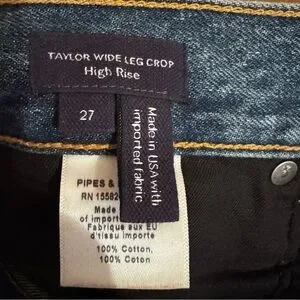 TAYLOR WIDE LEG CROP
High Rise
27
Made in USA with
imported fabric
PIPES &
RN 15582
Made
of import
Fabrique aux EU
d'tissu importe
100% Cotton,
100% Coton